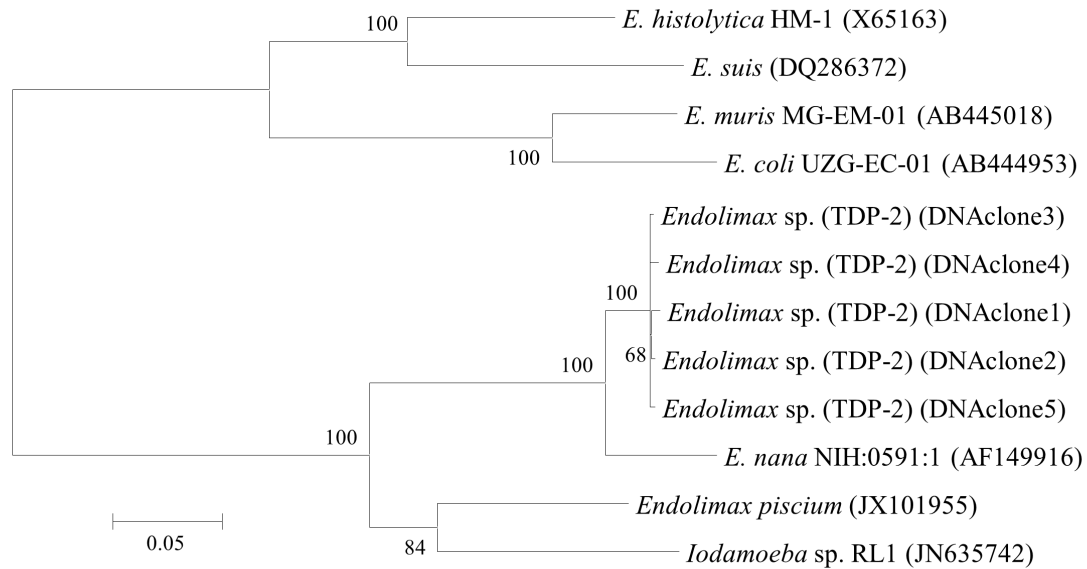 100
E. histolytica HM-1 (X65163)
E. suis (DQ286372)
E. muris MG-EM-01 (AB445018)
100
E. coli UZG-EC-01 (AB444953)
Endolimax sp. (TDP-2) (DNAclone3)
Endolimax sp. (TDP-2) (DNAclone4)
100
Endolimax sp. (TDP-2) (DNAclone1)
68
Endolimax sp. (TDP-2) (DNAclone2)
100
Endolimax sp. (TDP-2) (DNAclone5)
100
E. nana NIH:0591:1 (AF149916)
Endolimax piscium (JX101955)
0.05
84
Iodamoeba sp. RL1 (JN635742)